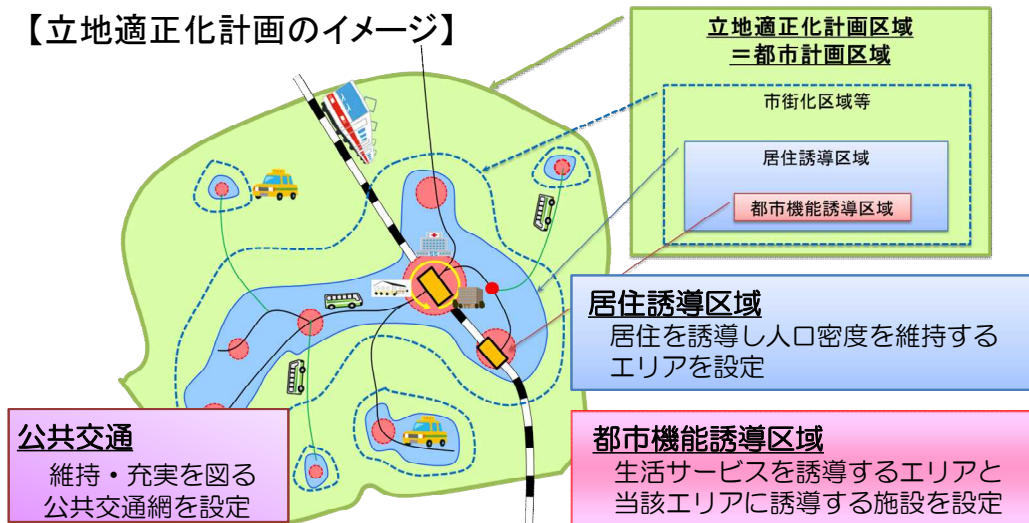 【立地適正化計画のイメージ】
立地適正化計画区域
＝都市計画区域
市街化区域等
居住誘導区域
都市機能誘導区域
居住誘導区域
居住を誘導し人口密度を維持する
エリアを設定
公共交通
維持・充実を図る
公共交通網を設定
都市機能誘導区域
生活サービスを誘導するエリアと
当該エリアに誘導する施設を設定